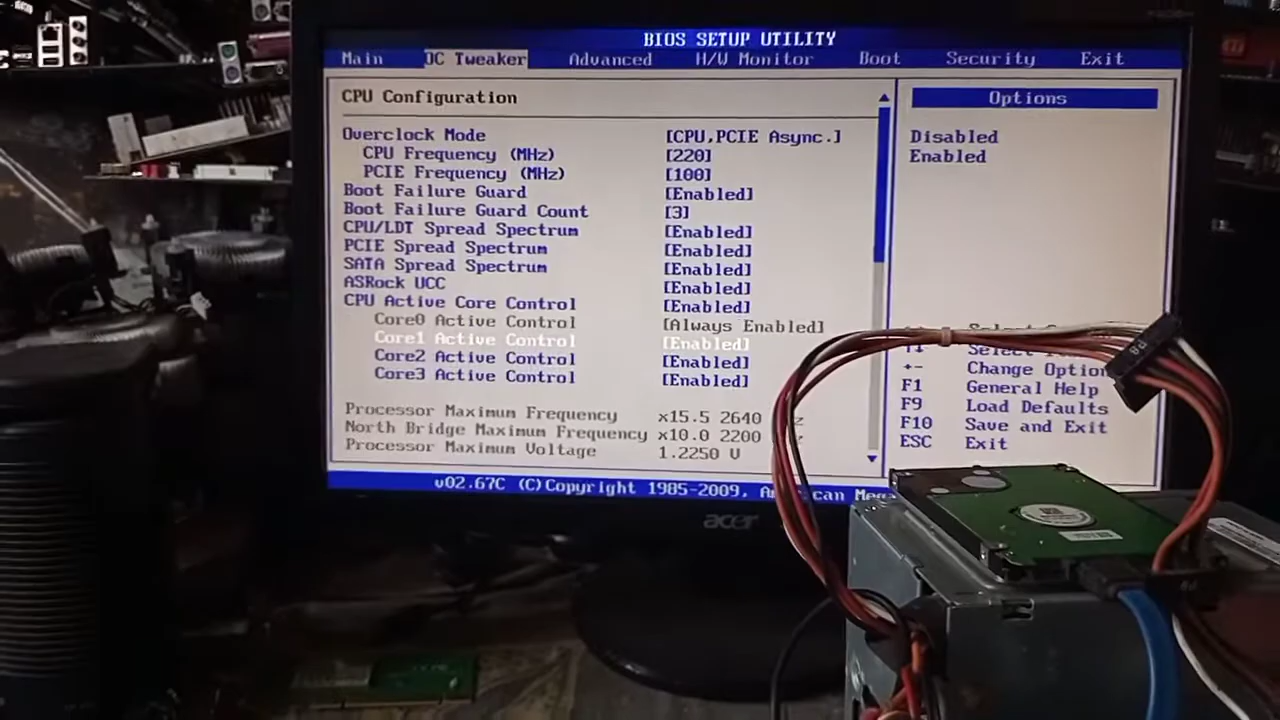 BIOS SETUP UTILITY
Main OC Tweaker Advanced H/W Monitor Boot Security Exit
CPU Configuration
Options
Overclock Mode [CPU,PCIE Async.]
Disabled
CPU Frequency (MHz) [220]
Enabled
PCIE Frequency (MHz) [100]
Boot Failure Guard [Enabled]
Boot Failure Guard Count [3]
CPU/LDT Spread Spectrum [Enabled]
PCIE Spread Spectrum [Enabled]
SATA Spread Spectrum [Enabled]
ASRock UCC [Enabled]
CPU Active Core Control [Enabled]
Core0 Active Control [Always Enabled]
Core1 Active Control [Enabled]
Core2 Active Control [Enabled]
Core3 Active Control [Enabled]
Select
+- Change Option
F1 General Help
F9 Load Defaults
F10 Save and Exit
ESC Exit
Processor Maximum Frequency x15.5 2640
North Bridge Maximum Frequency x10.0 2200
Processor Maximum Voltage 1.2250 V
v02.67C (C)Copyright 1985-2009,
acer
P8